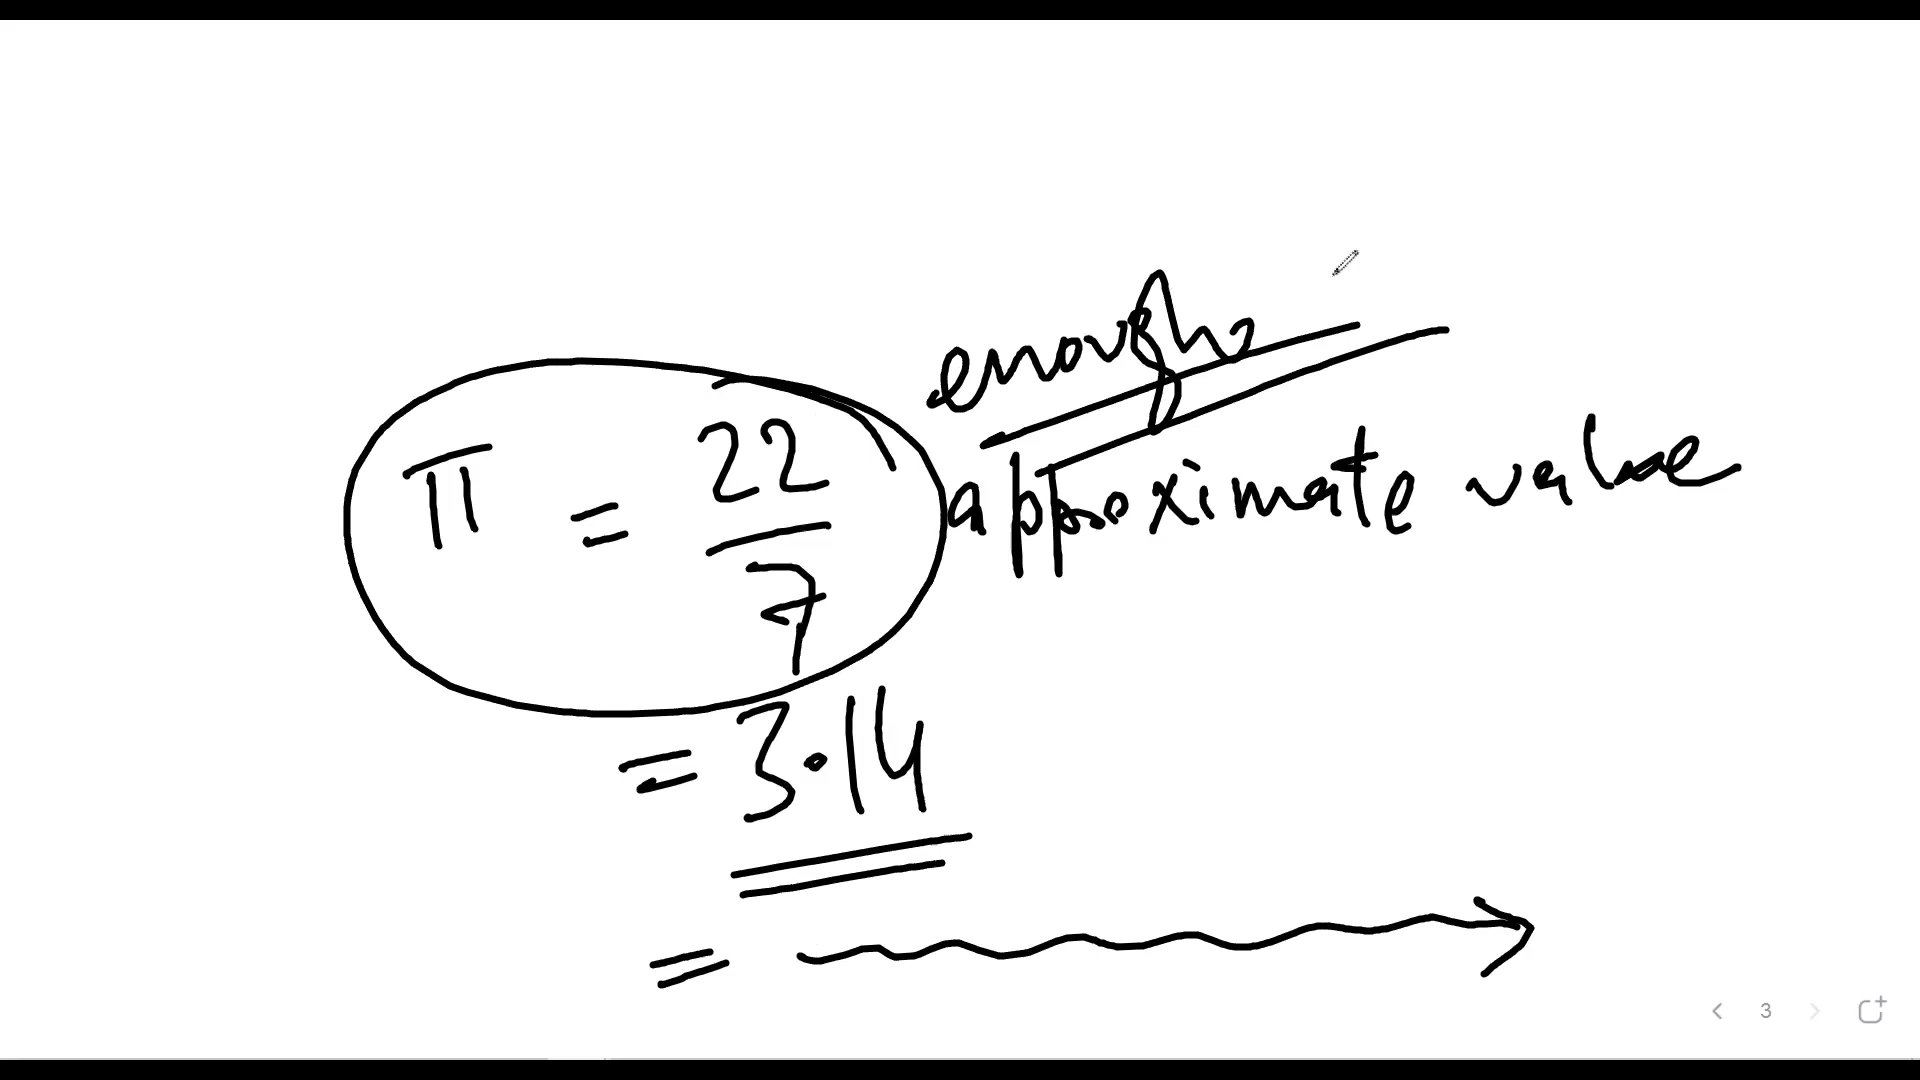 enough
π = 22/7 approximate value
= 3.14
=
3